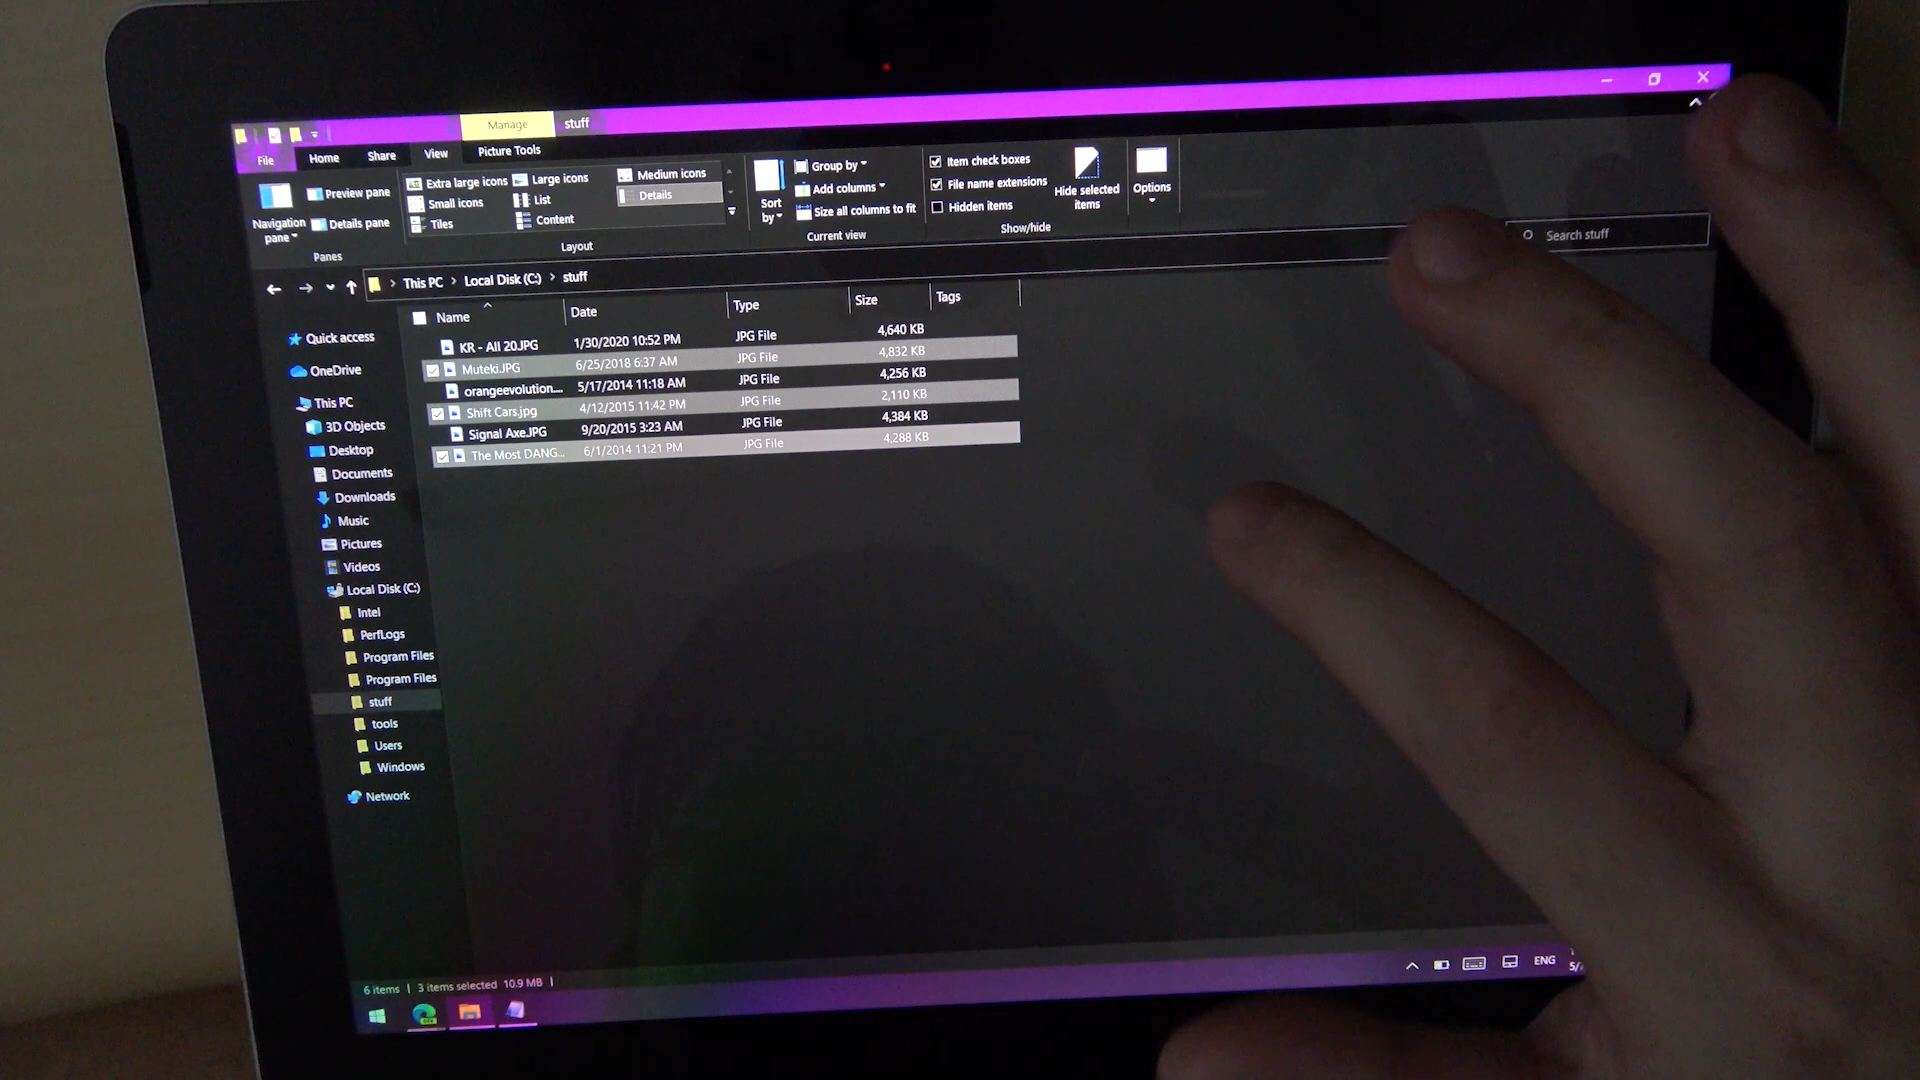 Manage stuff
File Home Share View Picture Tools
Navigation pane
Preview pane
Details pane
Panes
Extra large icons Large icons Medium icons
Small icons List Details
Tiles Content
Layout
Sort by
Group by
Add columns
Size all columns to fit
Current view
Item check boxes
File name extensions
Hidden items
Hide selected items
Show/hide
Options
This PC > Local Disk (C:) > stuff
Search stuff
Name Date Type Size Tags
KR - All 20.JPG 1/30/2020 10:52 PM JPG File 4,640 KB
Muteki.JPG 6/25/2018 6:37 AM JPG File 4,832 KB
orangeevolution.... 5/17/2014 11:18 AM JPG File 4,256 KB
Shift Cars.jpg 4/12/2015 11:42 PM JPG File 2,110 KB
Signal Axe.JPG 9/20/2015 3:23 AM JPG File 4,384 KB
The Most DANG... 6/1/2014 11:21 PM JPG File 4,288 KB
Quick access
OneDrive
This PC
3D Objects
Desktop
Documents
Downloads
Music
Pictures
Videos
Local Disk (C:)
Intel
PerfLogs
Program Files
Program Files
stuff
tools
Users
Windows
Network
6 items | 3 items selected 10.9 MB |
ENG
5/